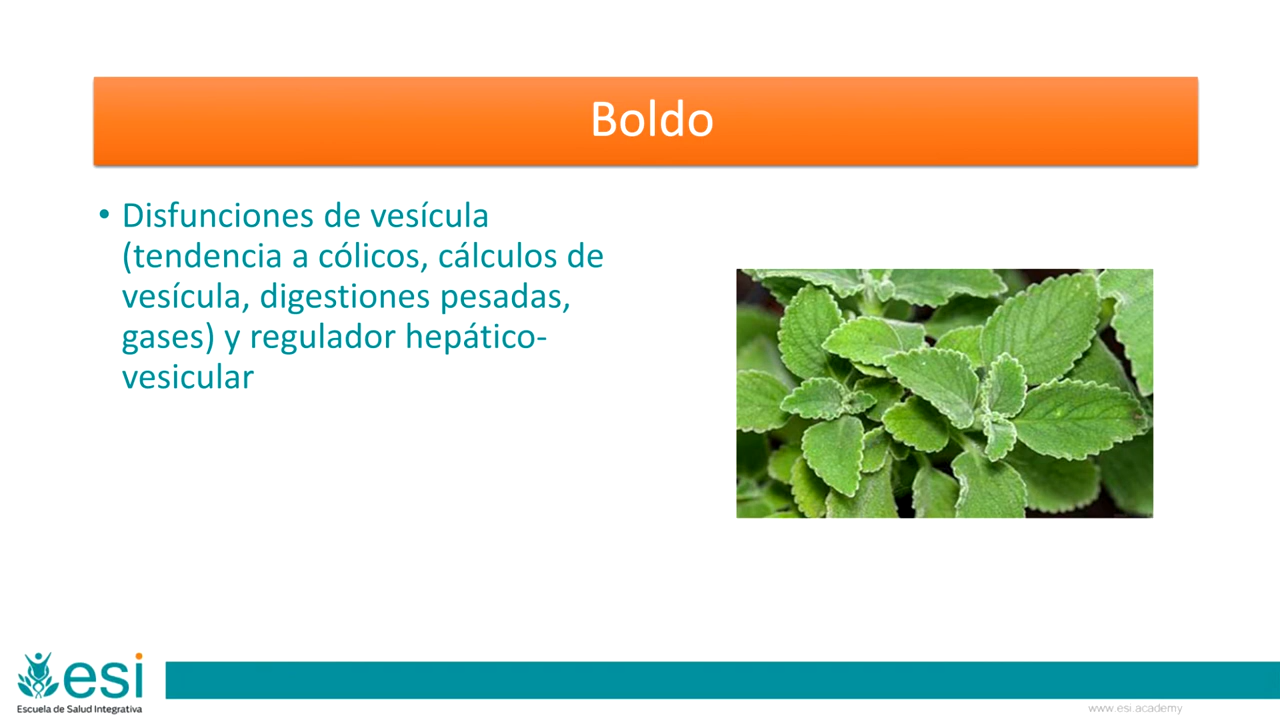 Boldo
• Disfunciones de vesícula
(tendencia a cólicos, cálculos de
vesícula, digestiones pesadas,
gases) y regulador hepático-
vesicular
esi
Escuela de Salud Integrativa
www.esi.academy